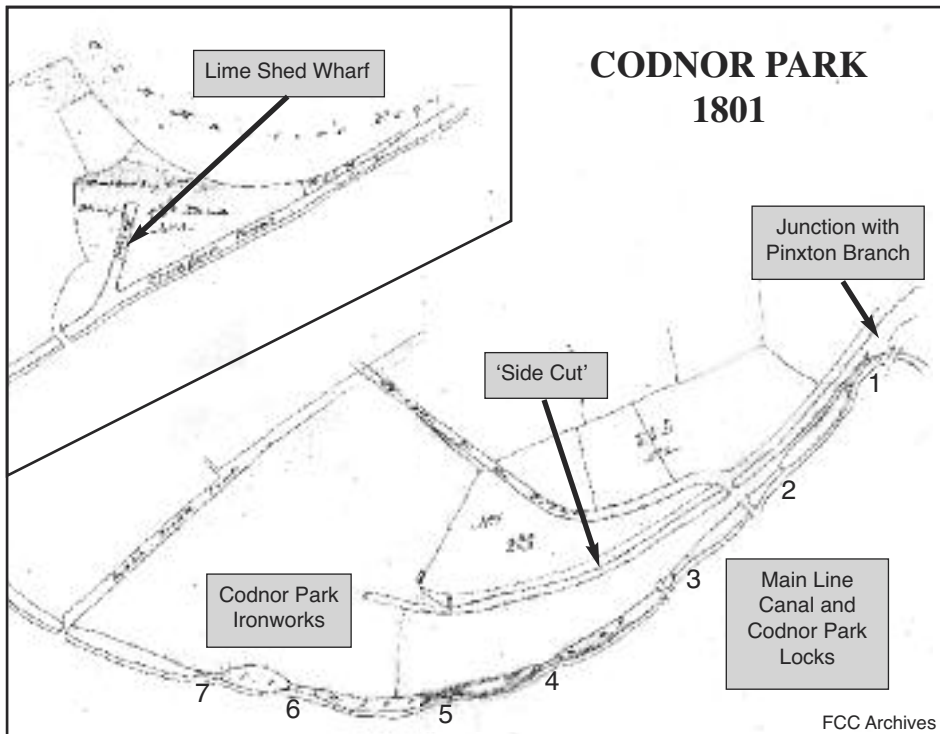 CODNOR PARK
1801
Lime Shed Wharf
Junction with
Pinxton Branch
‘Side Cut’
1
2
3
4
5
6
7
Codnor Park
Ironworks
Main Line
Canal and
Codnor Park
Locks
FCC Archives